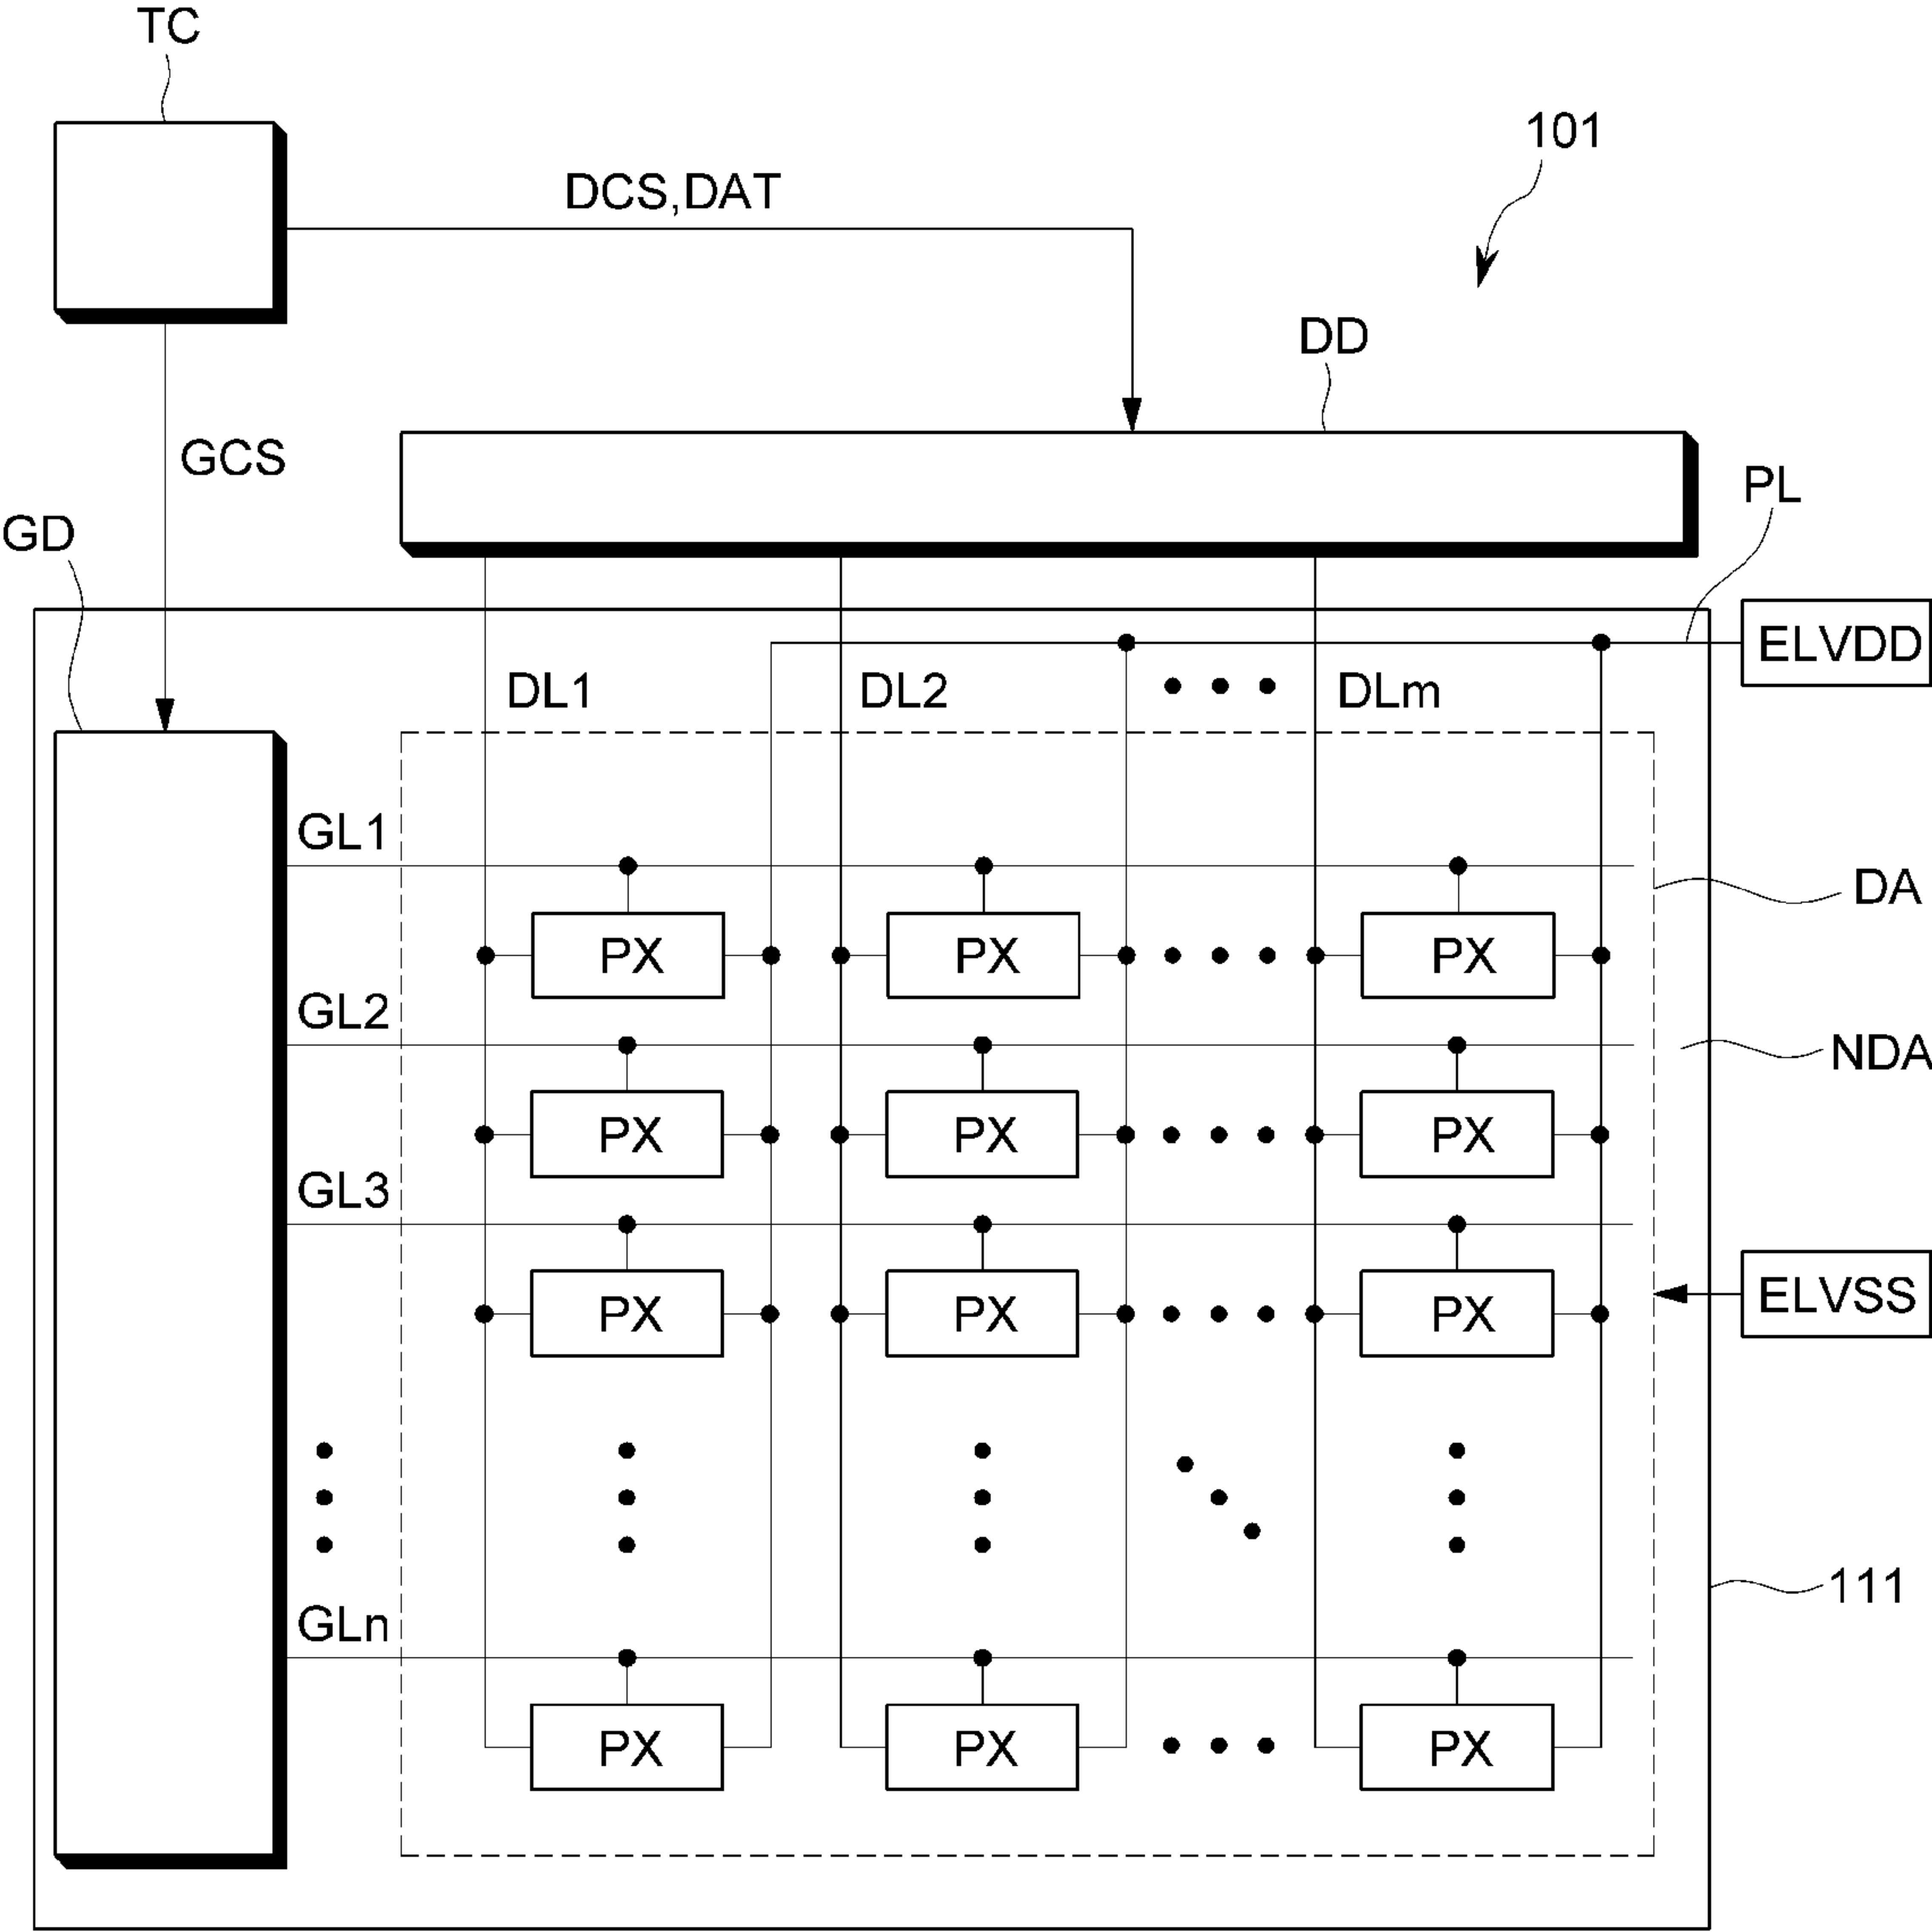 TC
101
DCS,DAT
DD
GCS
PL
GD
ELVDD
DL1
DL2
DLm
GL1
DA
PX
PX
PX
GL2
NDA
PX
PX
PX
GL3
ELVSS
PX
PX
PX
111
GLn
PX
PX
PX